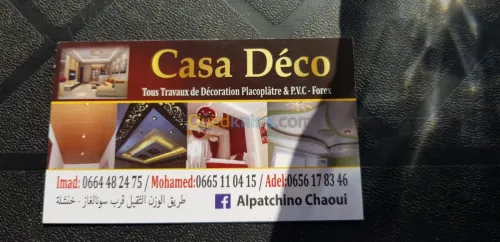 Casa Déco
Tous Travaux de Décoration Placoplâtre & P.V.C - Forex
Imad: 0664 48 24 75 / Mohamed:0665 11 04 15 / Adel:0656 17 83 46
طريق الوزن الثقيل قرب سونالغاز - خنشلة
Alpatchino Chaoui